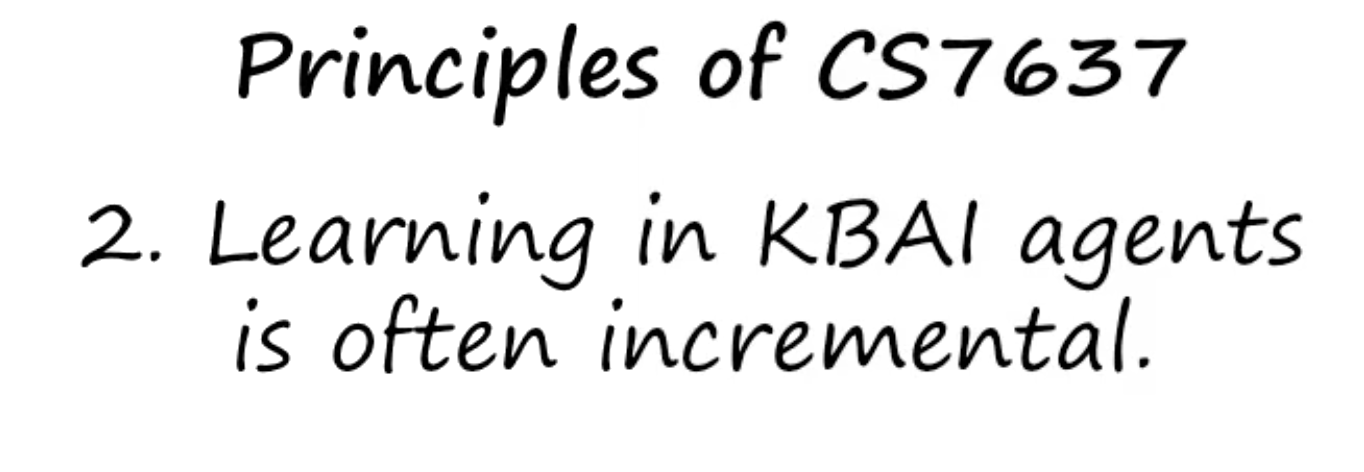 Principles of CS7637
2. Learning in KBAI agents
is often incremental.